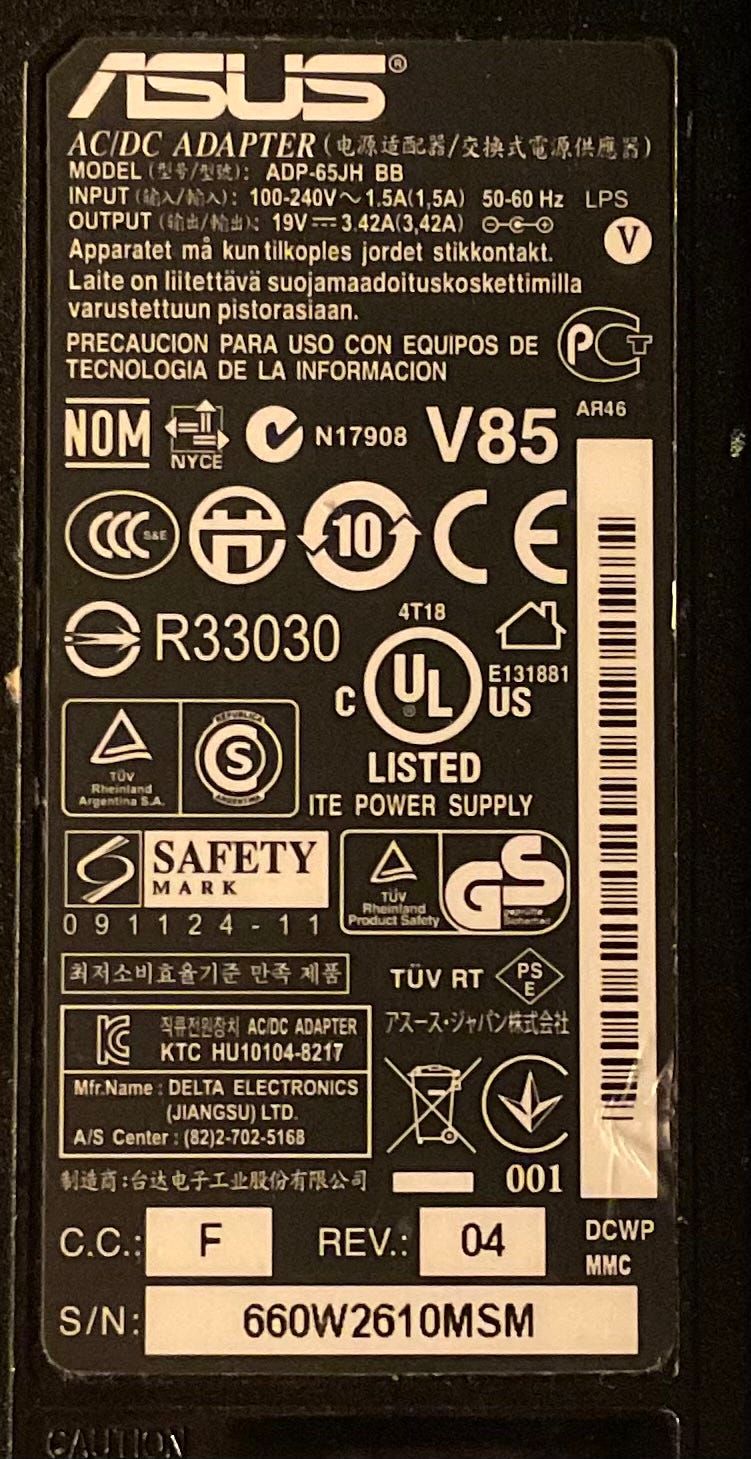 ASUS®
AC/DC ADAPTER (电源适配器/交換式電源供應器)
MODEL (型号/型號): ADP-65JH BB
INPUT (输入/輸入): 100-240V～1.5A(1,5A) 50-60 Hz LPS
OUTPUT (输出/輸出): 19V⎓3.42A(3,42A)
V
Apparatet må kun tilkoples jordet stikkontakt.
Laite on liitettävä suojamaadoituskoskettimilla
varustettuun pistorasiaan.
PRECAUCION PARA USO CON EQUIPOS DE
TECNOLOGIA DE LA INFORMACION
PCT
AR46
NOM
NYCE
N17908
V85
CCC S&E
10
CE
R33030
4T18
C UL US
®
E131881
LISTED
ITE POWER SUPPLY
TÜV
Rheinland
Argentina S.A.
REPUBLICA
S
ARGENTINA
SAFETY
MARK
091124-11
TÜV
Rheinland
Product Safety
GS
geprüfte
Sicherheit
최저소비효율기준 만족 제품
TÜV RT
PS
E
アスース・ジャパン株式会社
KC 직류전원장치 AC/DC ADAPTER
KTC HU10104-8217
Mfr.Name : DELTA ELECTRONICS
(JIANGSU) LTD.
A/S Center : (82)2-702-5168
制造商:台达电子工业股份有限公司
001
C.C.: F REV.: 04
DCWP
MMC
S/N: 660W2610MSM
CAUTION